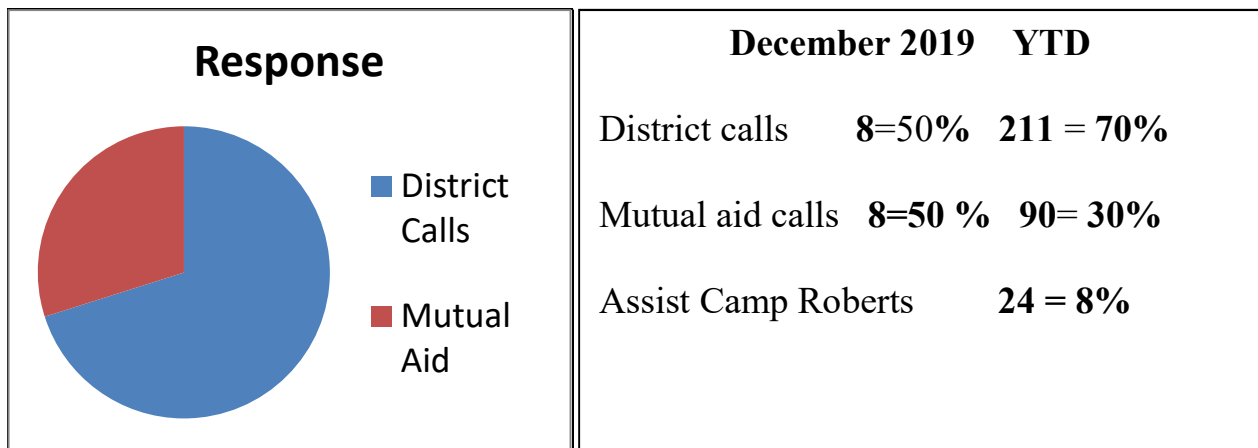 Response
District
Calls
Mutual
Aid
December 2019 YTD
District calls 8=50% 211 = 70%
Mutual aid calls 8=50 % 90= 30%
Assist Camp Roberts 24 = 8%